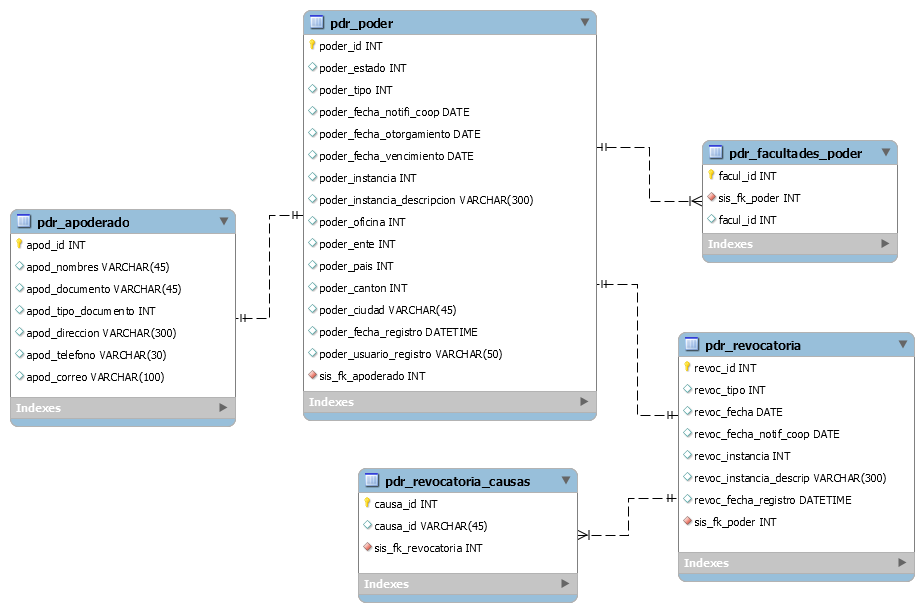 pdr_poder
poder_id INT
poder_estado INT
poder_tipo INT
poder_fecha_notifi_coop DATE
poder_fecha_otorgamiento DATE
poder_fecha_vencimiento DATE
poder_instancia INT
poder_instancia_descripcion VARCHAR(300)
poder_oficina INT
poder_ente INT
poder_pais INT
poder_canton INT
poder_ciudad VARCHAR(45)
poder_fecha_registro DATETIME
poder_usuario_registro VARCHAR(50)
sis_fk_apoderado INT
Indexes
pdr_facultades_poder
facul_id INT
sis_fk_poder INT
facul_id INT
Indexes
pdr_apoderado
apod_id INT
apod_nombres VARCHAR(45)
apod_documento VARCHAR(45)
apod_tipo_documento INT
apod_direccion VARCHAR(300)
apod_telefono VARCHAR(30)
apod_correo VARCHAR(100)
Indexes
pdr_revocatoria
revoc_id INT
revoc_tipo INT
revoc_fecha DATE
revoc_fecha_notif_coop DATE
revoc_instancia INT
revoc_instancia_descrip VARCHAR(300)
revoc_fecha_registro DATETIME
sis_fk_poder INT
Indexes
pdr_revocatoria_causas
causa_id INT
causa_id VARCHAR(45)
sis_fk_revocatoria INT
Indexes